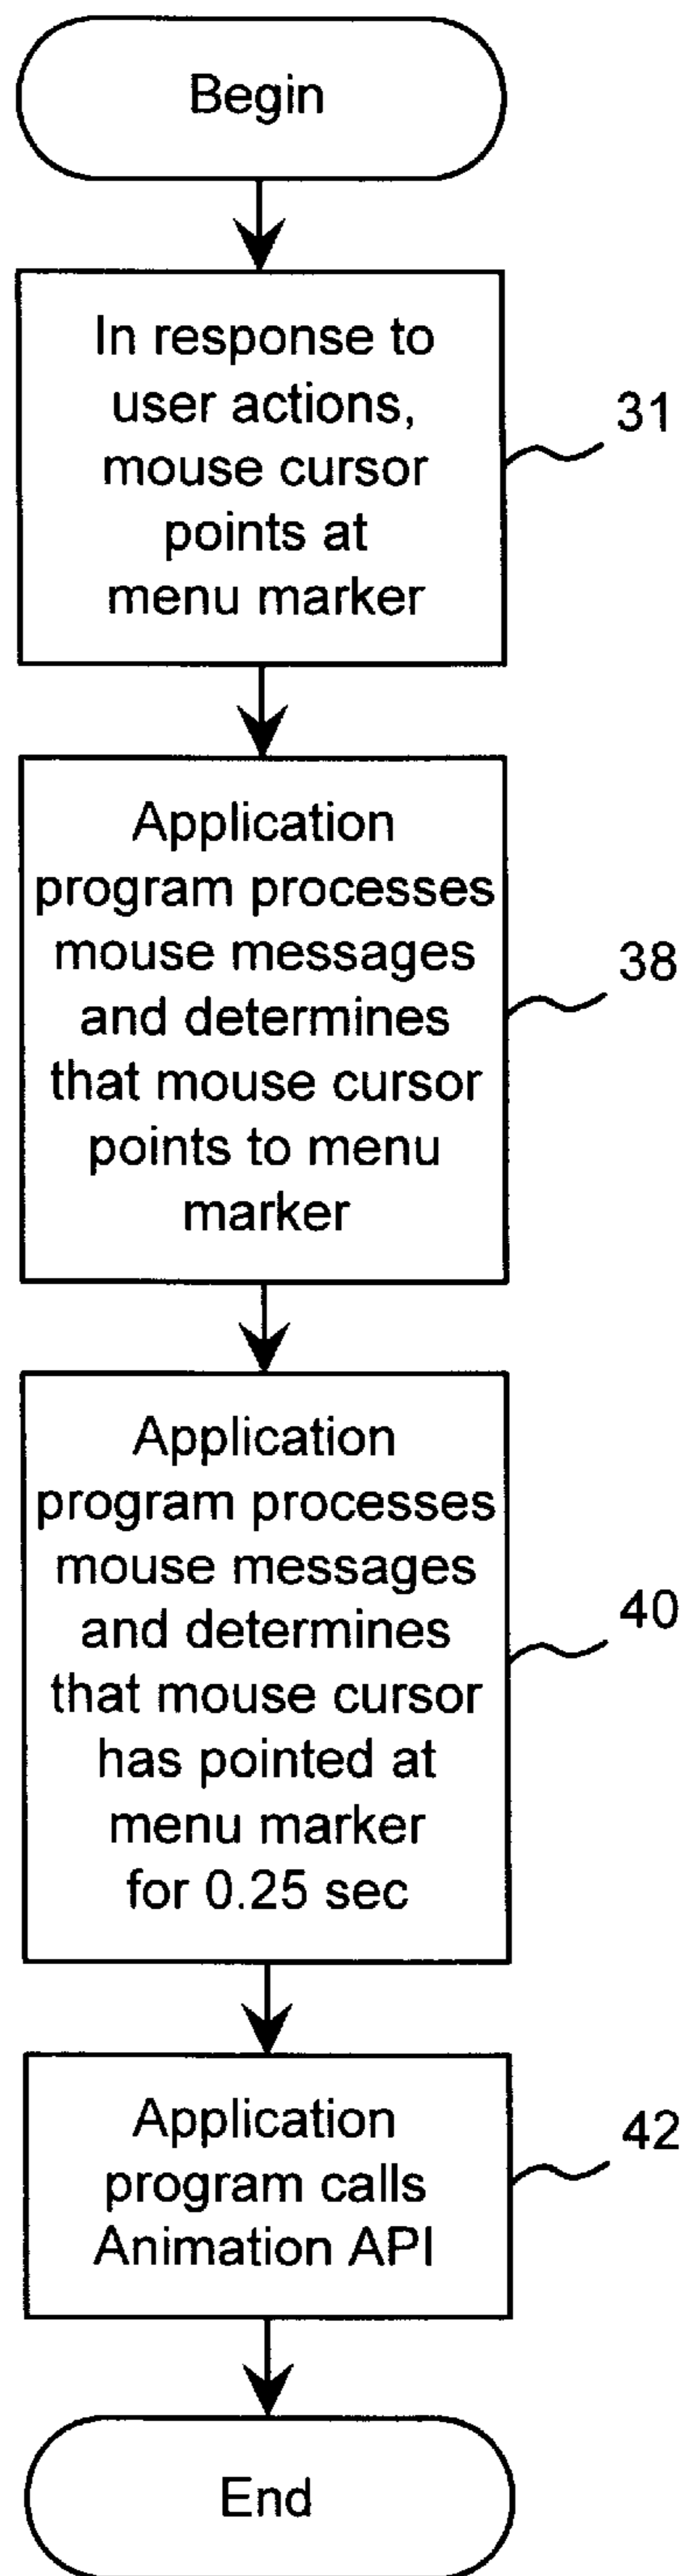 Begin
In response to
user actions,
mouse cursor
points at
menu marker
31
Application
program processes
mouse messages
and determines
that mouse cursor
points to menu
marker
38
Application
program processes
mouse messages
and determines
that mouse cursor
has pointed at
menu marker
for 0.25 sec
40
Application
program calls
Animation API
42
End